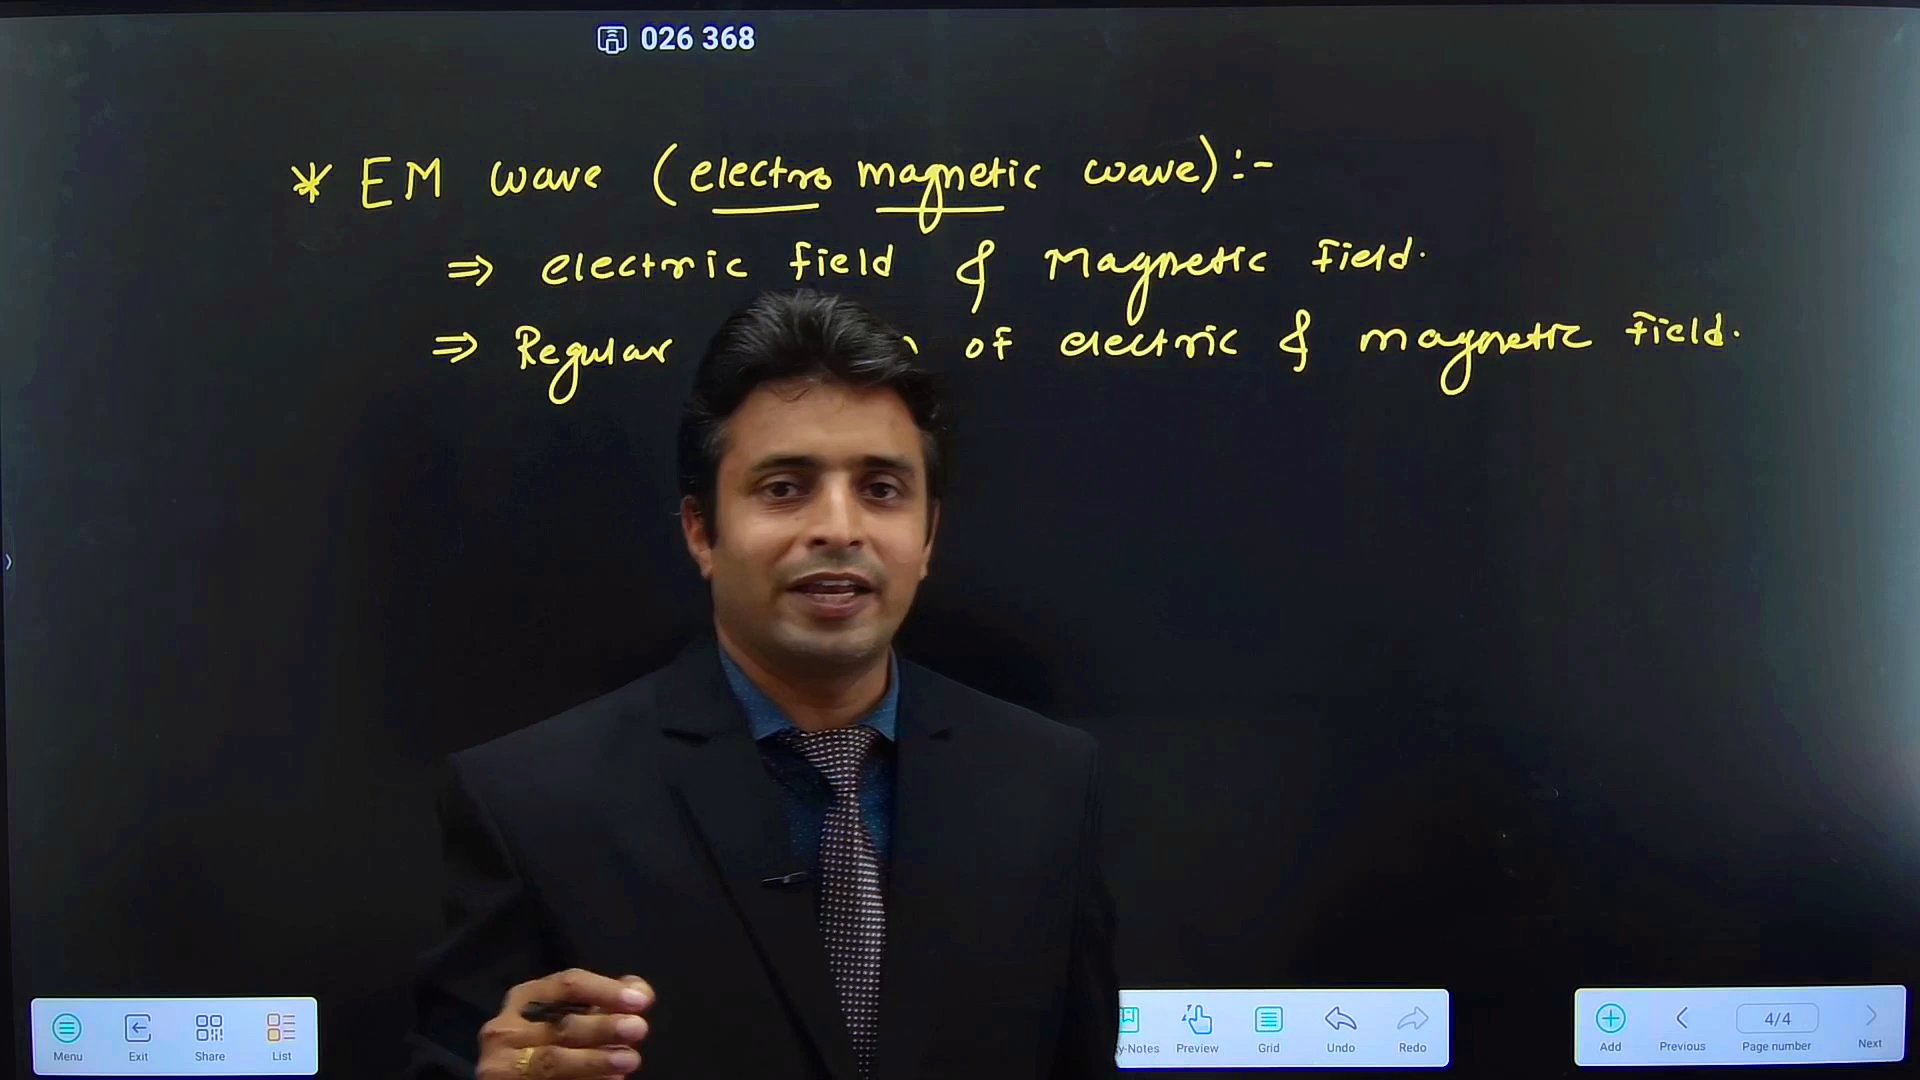 026 368
* EM wave (electro magnetic wave):-
⇒ electric field & Magnetic field.
⇒ Regular of electric & magnetic field.
Menu Exit Share List
y-Notes Preview Grid Undo Redo
Add Previous 4/4 Page number Next